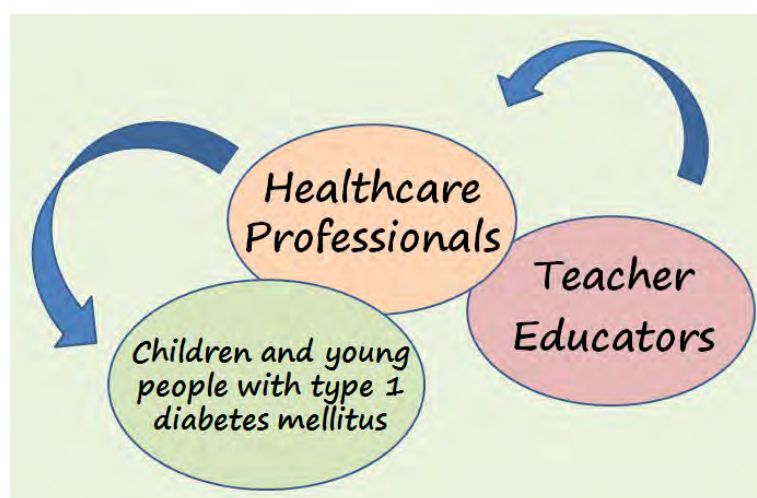 Healthcare
Professionals
Teacher
Educators
Children and young
people with type 1
diabetes mellitus